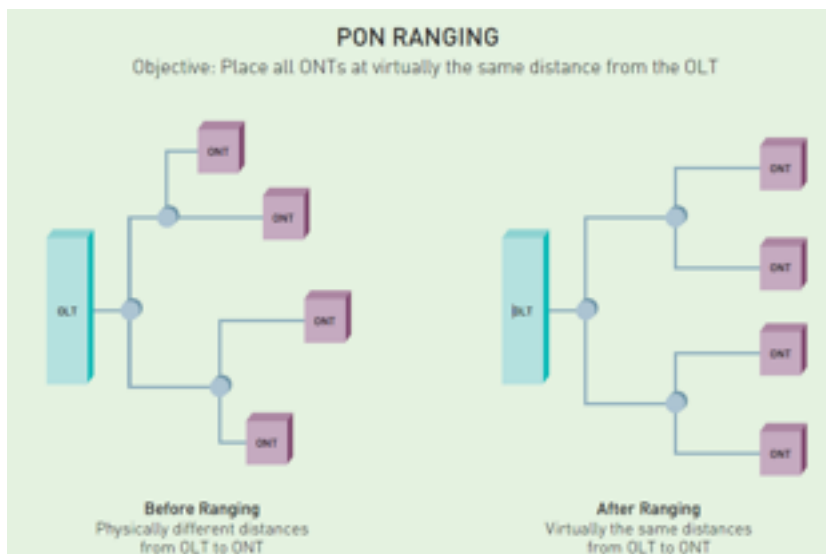 PON RANGING
Objective: Place all ONTs at virtually the same distance from the OLT
ONT
ONT
OLT
ONT
ONT
Before Ranging
Physically different distances
from OLT to ONT
ONT
ONT
OLT
ONT
ONT
After Ranging
Virtually the same distances
from OLT to ONT